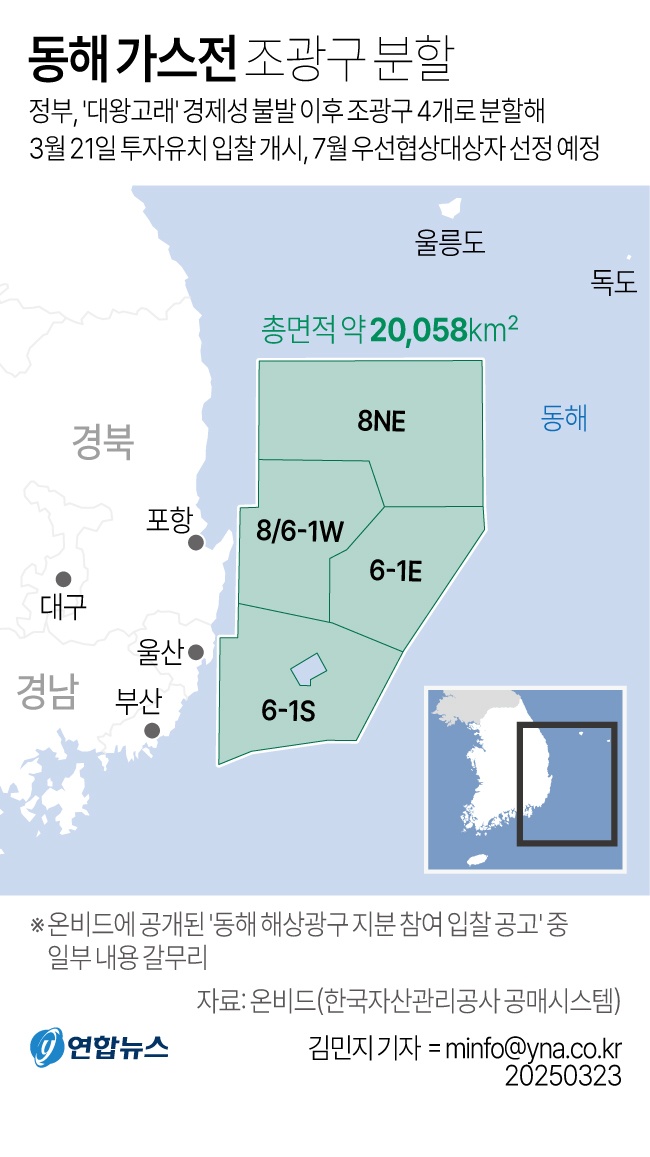 동해 가스전 조광구 분할
정부, '대왕고래' 경제성 불발 이후 조광구 4개로 분할해
3월 21일 투자유치 입찰 개시, 7월 우선협상대상자 선정 예정
울릉도
독도
총면적 약 20,058km²
8NE
동해
경북
포항
8/6-1W
6-1E
대구
울산
경남
부산
6-1S
※ 온비드에 공개된 '동해 해상광구 지분 참여 입찰 공고' 중
일부 내용 갈무리
자료: 온비드(한국자산관리공사 공매시스템)
y 연합뉴스
김민지 기자 = minfo@yna.co.kr
20250323